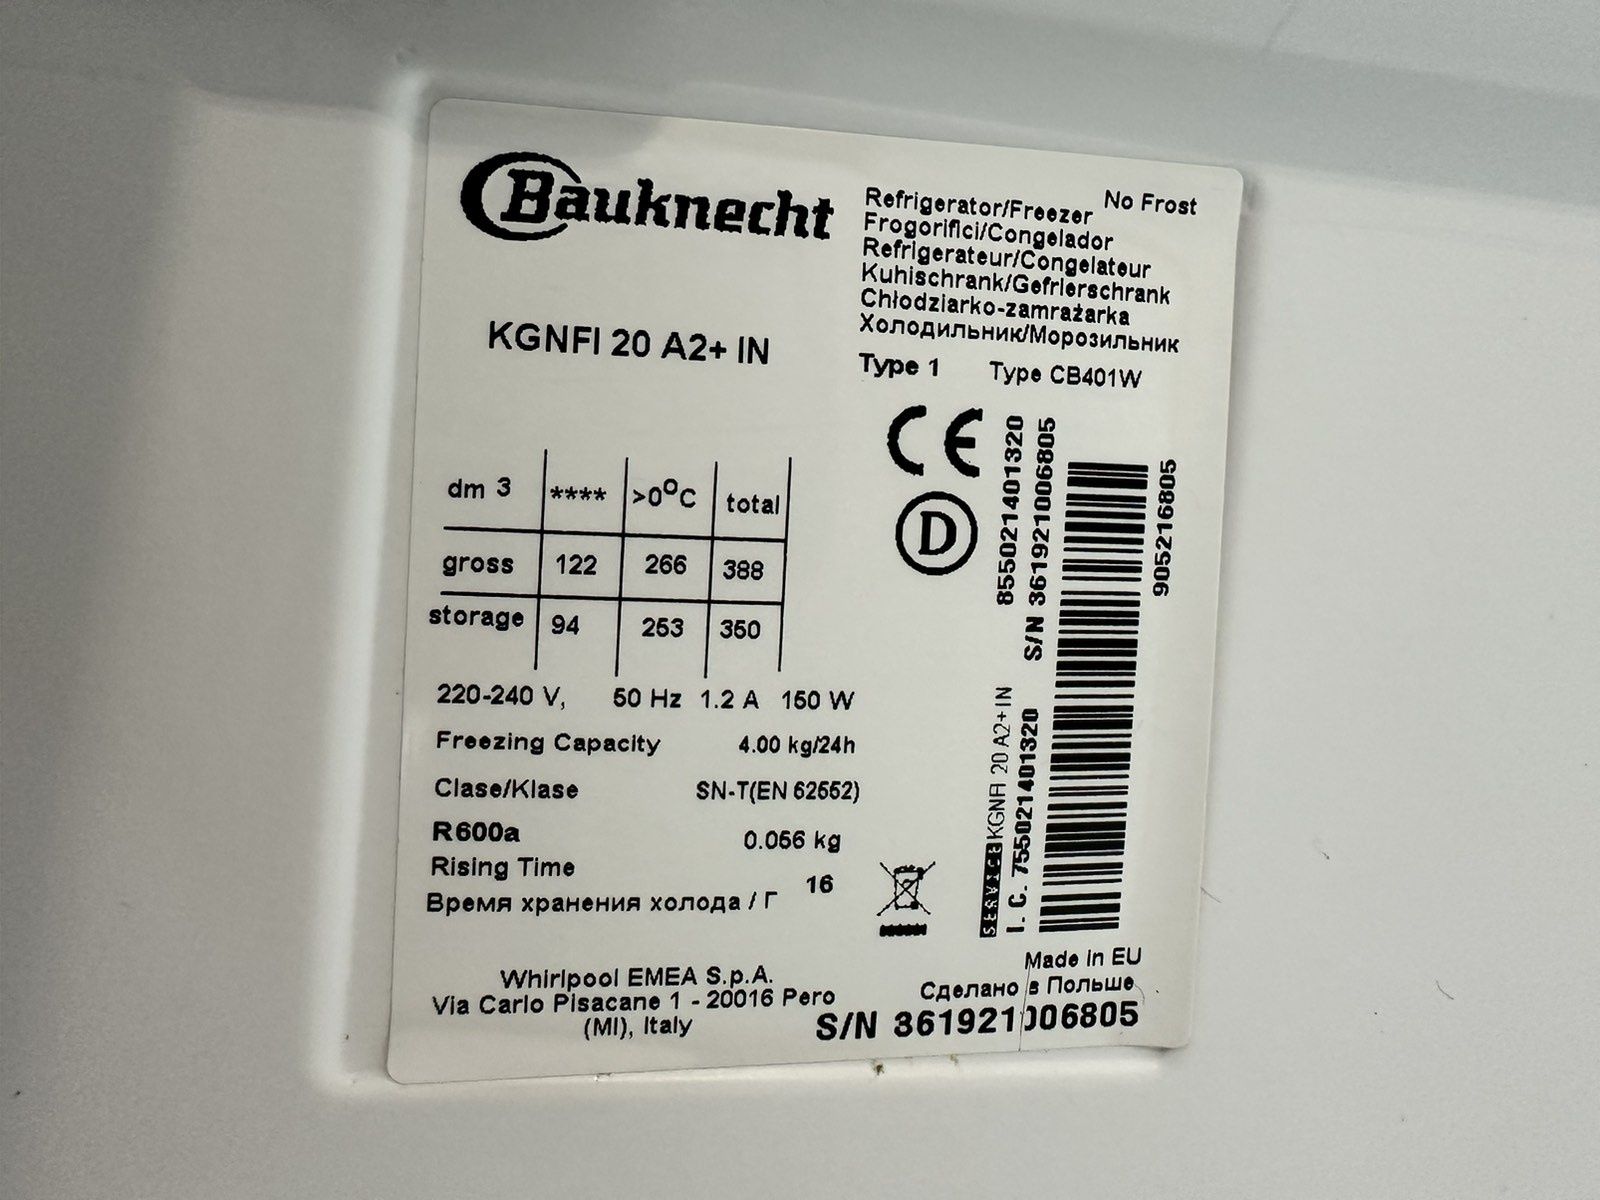 Bauknecht
No Frost
Refrigerator/Freezer
Frogorifici/Congelador
Refrigerateur/Congelateur
Kuhischrank/Gefrierschrank
Chłodziarko-zamrażarka
Холодильник/Морозильник
KGNFI 20 A2+ IN
Type 1 Type CB401W
CE
D
dm 3 **** >0°C total
gross 122 266 388
storage 94 253 350
220-240 V, 50 Hz 1.2 A 150 W
Freezing Capacity 4.00 kg/24h
Clase/Klase SN-T(EN 62552)
R600a 0.056 kg
Rising Time
Время хранения холода / Г 16
855021401320
S/N 361921006805
905216805
SERVICE KGNFI 20 A2+ IN
I. C. 755021401320
Whirlpool EMEA S.p.A.
Via Carlo Pisacane 1 - 20016 Pero
(MI), Italy
Made in EU
Сделано в Польше
S/N 361921006805